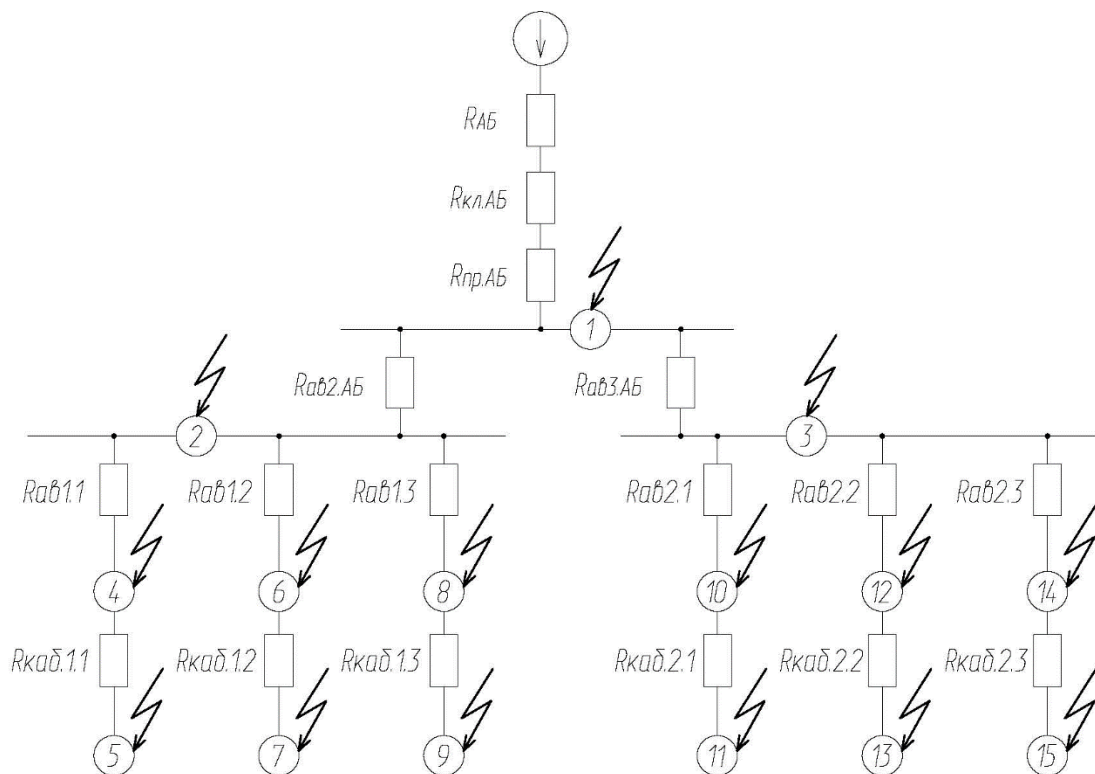 RАБ
Rкл.АБ
Rпр.АБ
1
Rав2.АБ Rав3.АБ
2 3
Rав1.1 Rав1.2 Rав1.3 Rав2.1 Rав2.2 Rав2.3
4 6 8 10 12 14
Rкаб.1.1 Rкаб.1.2 Rкаб.1.3 Rкаб.2.1 Rкаб.2.2 Rкаб.2.3
5 7 9 11 13 15